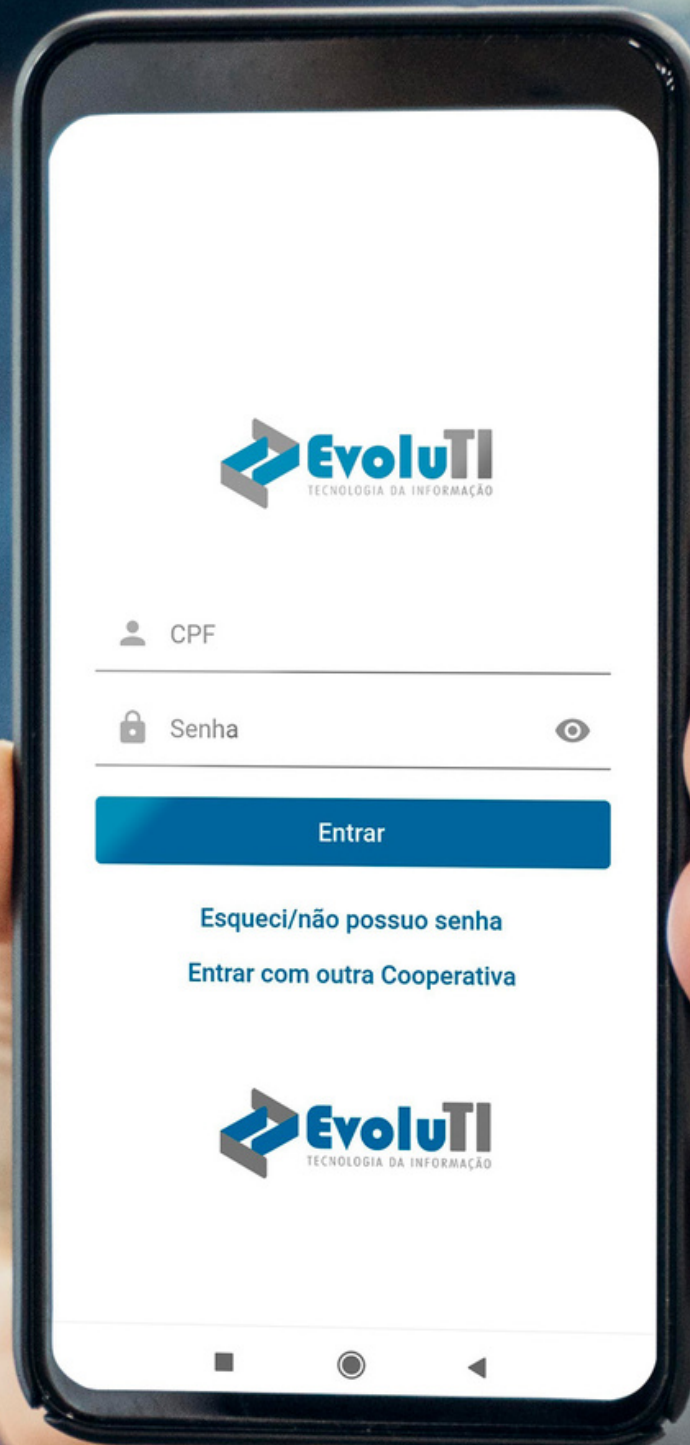 EvoluTI
TECNOLOGIA DA INFORMAÇÃO
CPF
Senha
Entrar
Esqueci/não possuo senha
Entrar com outra Cooperativa
EvoluTI
TECNOLOGIA DA INFORMAÇÃO